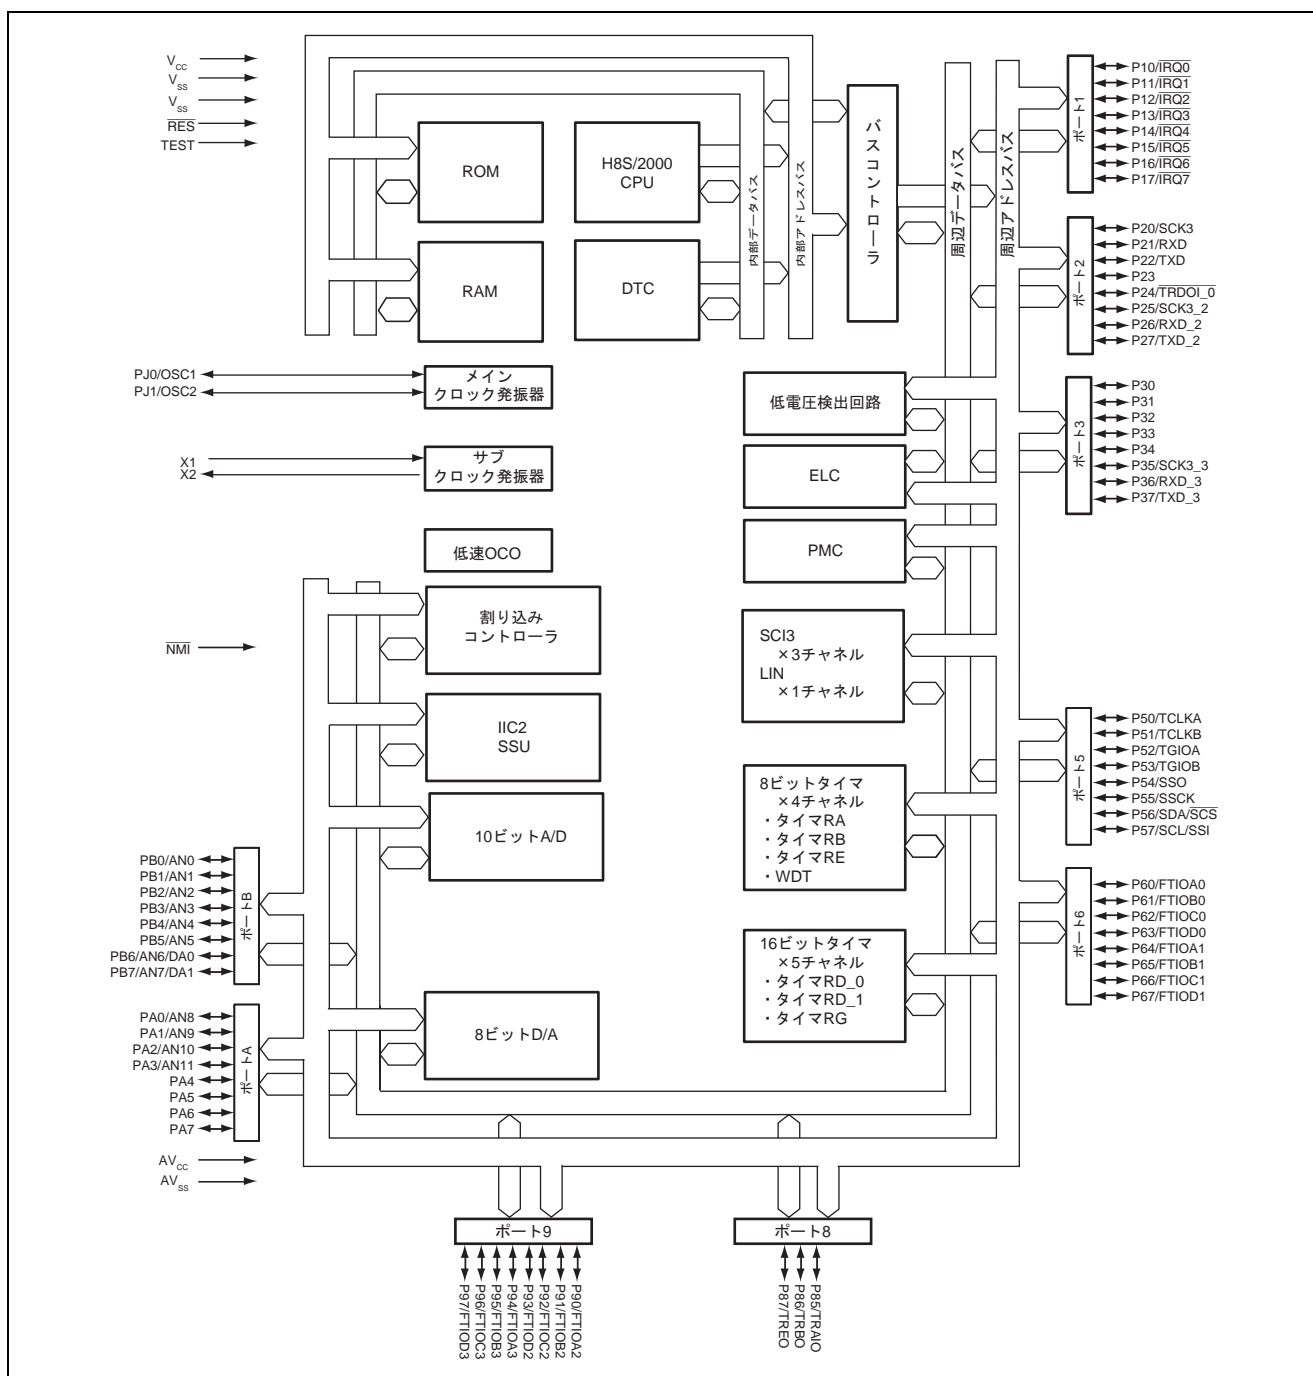 Vcc
Vss
Vss
RES
TEST
ROM
RAM
H8S/2000
CPU
DTC
内部データバス
内部アドレスバス
バスコントローラ
周辺データバス
周辺アドレスバス
ポート1
P10/IRQ0
P11/IRQ1
P12/IRQ2
P13/IRQ3
P14/IRQ4
P15/IRQ5
P16/IRQ6
P17/IRQ7
ポート2
P20/SCK3
P21/RXD
P22/TXD
P23
P24/TRDOI_0
P25/SCK3_2
P26/RXD_2
P27/TXD_2
ポート3
P30
P31
P32
P33
P34
P35/SCK3_3
P36/RXD_3
P37/TXD_3
PJ0/OSC1
PJ1/OSC2
メイン
クロック発振器
X1
X2
サブ
クロック発振器
低速OCO
低電圧検出回路
ELC
PMC
NMI
割り込み
コントローラ
SCI3
×3チャネル
LIN
×1チャネル
IIC2
SSU
8ビットタイマ
×4チャネル
・タイマRA
・タイマRB
・タイマRE
・WDT
10ビットA/D
16ビットタイマ
×5チャネル
・タイマRD_0
・タイマRD_1
・タイマRG
8ビットD/A
ポート5
P50/TCLKA
P51/TCLKB
P52/TGIOA
P53/TGIOB
P54/SSO
P55/SSCK
P56/SDA/SCS
P57/SCL/SSI
ポート6
P60/FTIOA0
P61/FTIOB0
P62/FTIOC0
P63/FTIOD0
P64/FTIOA1
P65/FTIOB1
P66/FTIOC1
P67/FTIOD1
PB0/AN0
PB1/AN1
PB2/AN2
PB3/AN3
PB4/AN4
PB5/AN5
PB6/AN6/DA0
PB7/AN7/DA1
ポートB
PA0/AN8
PA1/AN9
PA2/AN10
PA3/AN11
PA4
PA5
PA6
PA7
ポートA
AVcc
AVss
ポート9
P97/FTIOD3
P96/FTIOC3
P95/FTIOB3
P94/FTIOA3
P93/FTIOD2
P92/FTIOC2
P91/FTIOB2
P90/FTIOA2
ポート8
P87/TREO
P86/TRBO
P85/TRAIO